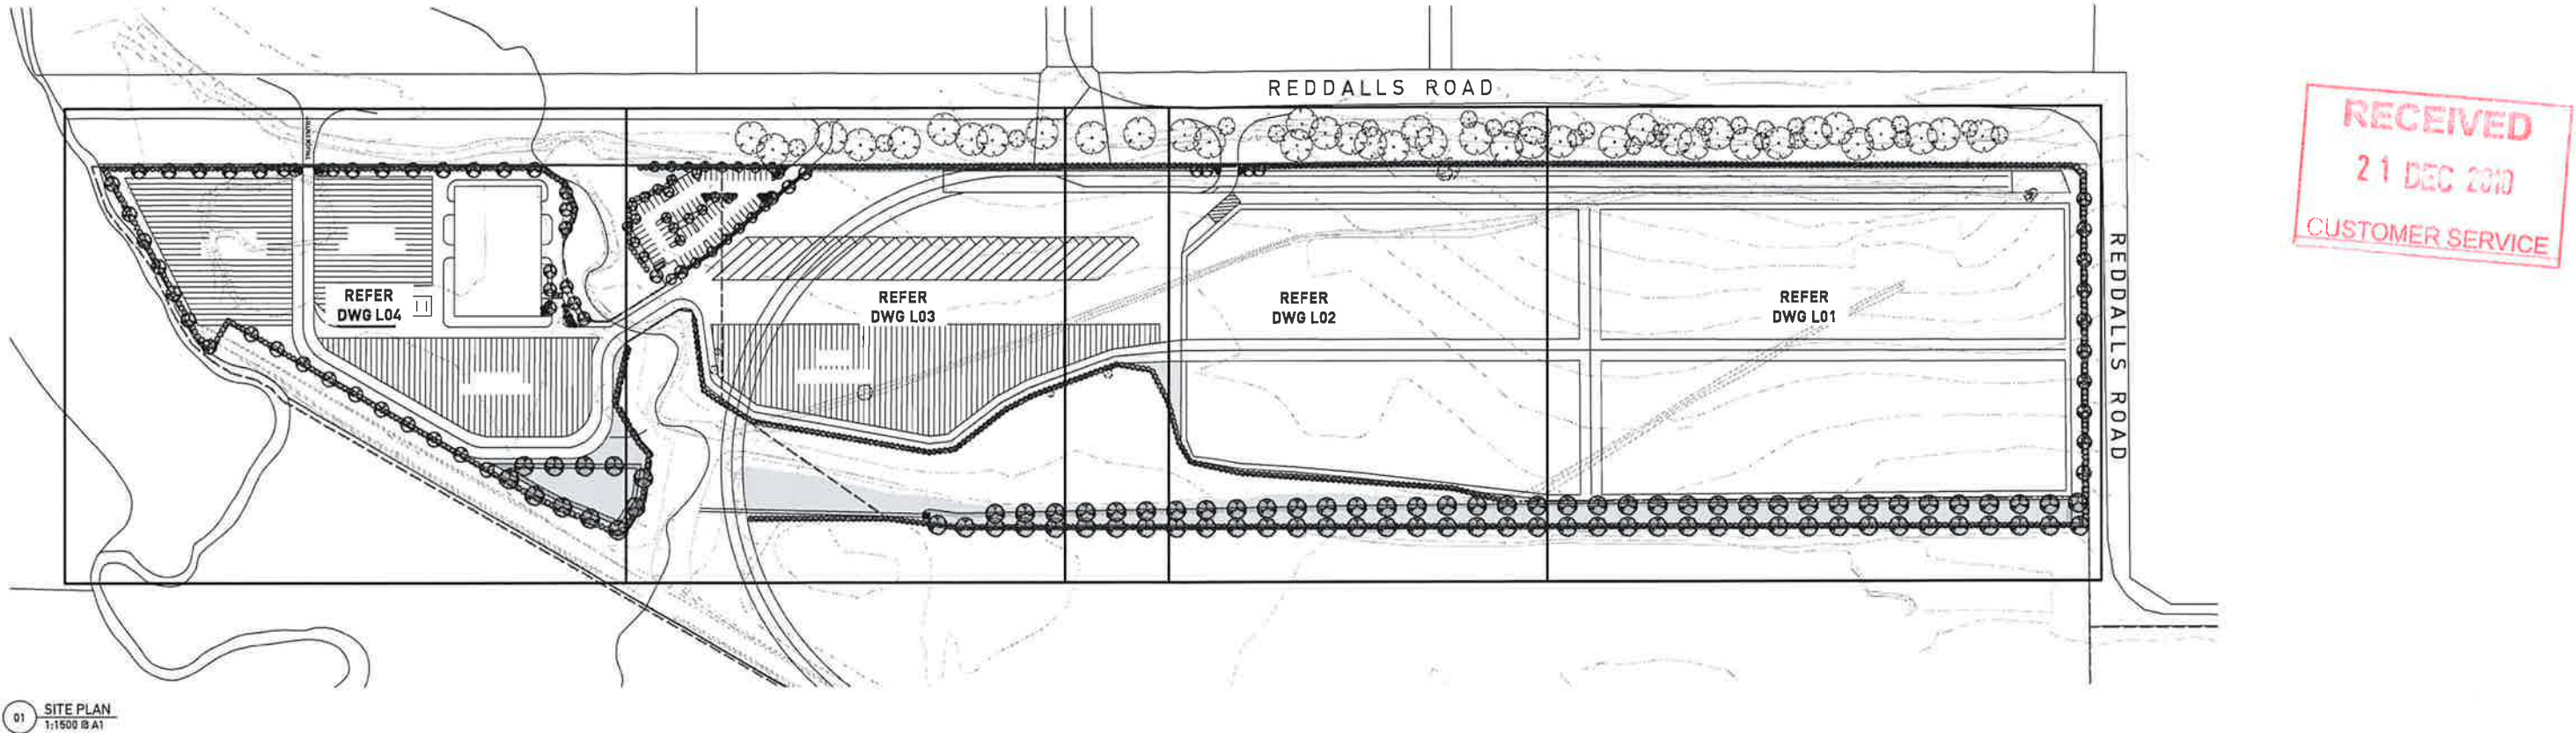 REDDALLS ROAD
RECEIVED
21 DEC 2010
CUSTOMER SERVICE
REDDALLS ROAD
REFER
DWG L04
REFER
DWG L03
REFER
DWG L02
REFER
DWG L01
01
SITE PLAN
1:1500 @ A1